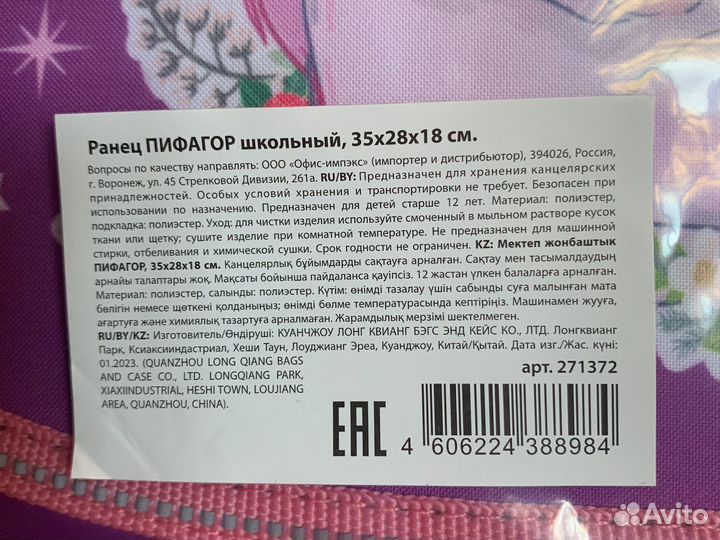 Ранец ПИФАГОР школьный, 35х28х18 см.
Вопросы по качеству направлять: ООО «Офис-импэкс» (импортер и дистрибьютор), 394026, Россия,
г. Воронеж, ул. 45 Стрелковой Дивизии, 261а. RU/BY: Предназначен для хранения канцелярских
принадлежностей. Особых условий хранения и транспортировки не требует. Безопасен при
использовании по назначению. Предназначен для детей старше 12 лет. Материал: полиэстер,
подкладка: полиэстер. Уход: для чистки изделия используйте смоченный в мыльном растворе кусок
ткани или щетку; сушите изделие при комнатной температуре. Не предназначен для машинной
стирки, отбеливания и химической сушки. Срок годности не ограничен. KZ: Мектеп жонбаштык
ПИФАГОР, 35х28х18 см. Канцелярлық бұйымдарды сақтауға арналған. Сақтау мен тасымалдаудың
арнайы талаптары жоқ. Мақсаты бойынша пайдаланса қауіпсіз. 12 жастан үлкен балаларға арналған.
Материал: полиэстер, салынды: полиэстер. Күтім: өнімді тазалау үшін сабынды суға малынған мата
бөлігін немесе щөткені қолданыңыз; өнімді бөлме температурасында кептіріңіз. Машинамен жууға,
ағартуға және химиялық тазартуға арналмаған. Жарамдылық мерзімі шектелмеген.
RU/BY/KZ: Изготовитель/Өндіруші: КУАНЧЖОУ ЛОНГ КВИАНГ БЭГС ЭНД КЕЙС КО., ЛТД. Лонгквианг
Парк, Ксиаксииндастриал, Хеши Таун, Лоуджианг Эреа, Куанджоу, Китай/Қытай. Дата изг./Жас. күні:
01.2023. (QUANZHOU LONG QIANG BAGS
AND CASE CO., LTD. LONGQIANG PARK,
XIAXIINDUSTRIAL, HESHI TOWN, LOUJIANG
AREA, QUANZHOU, CHINA).
арт. 271372
EAC
4 606224 388984
Avito